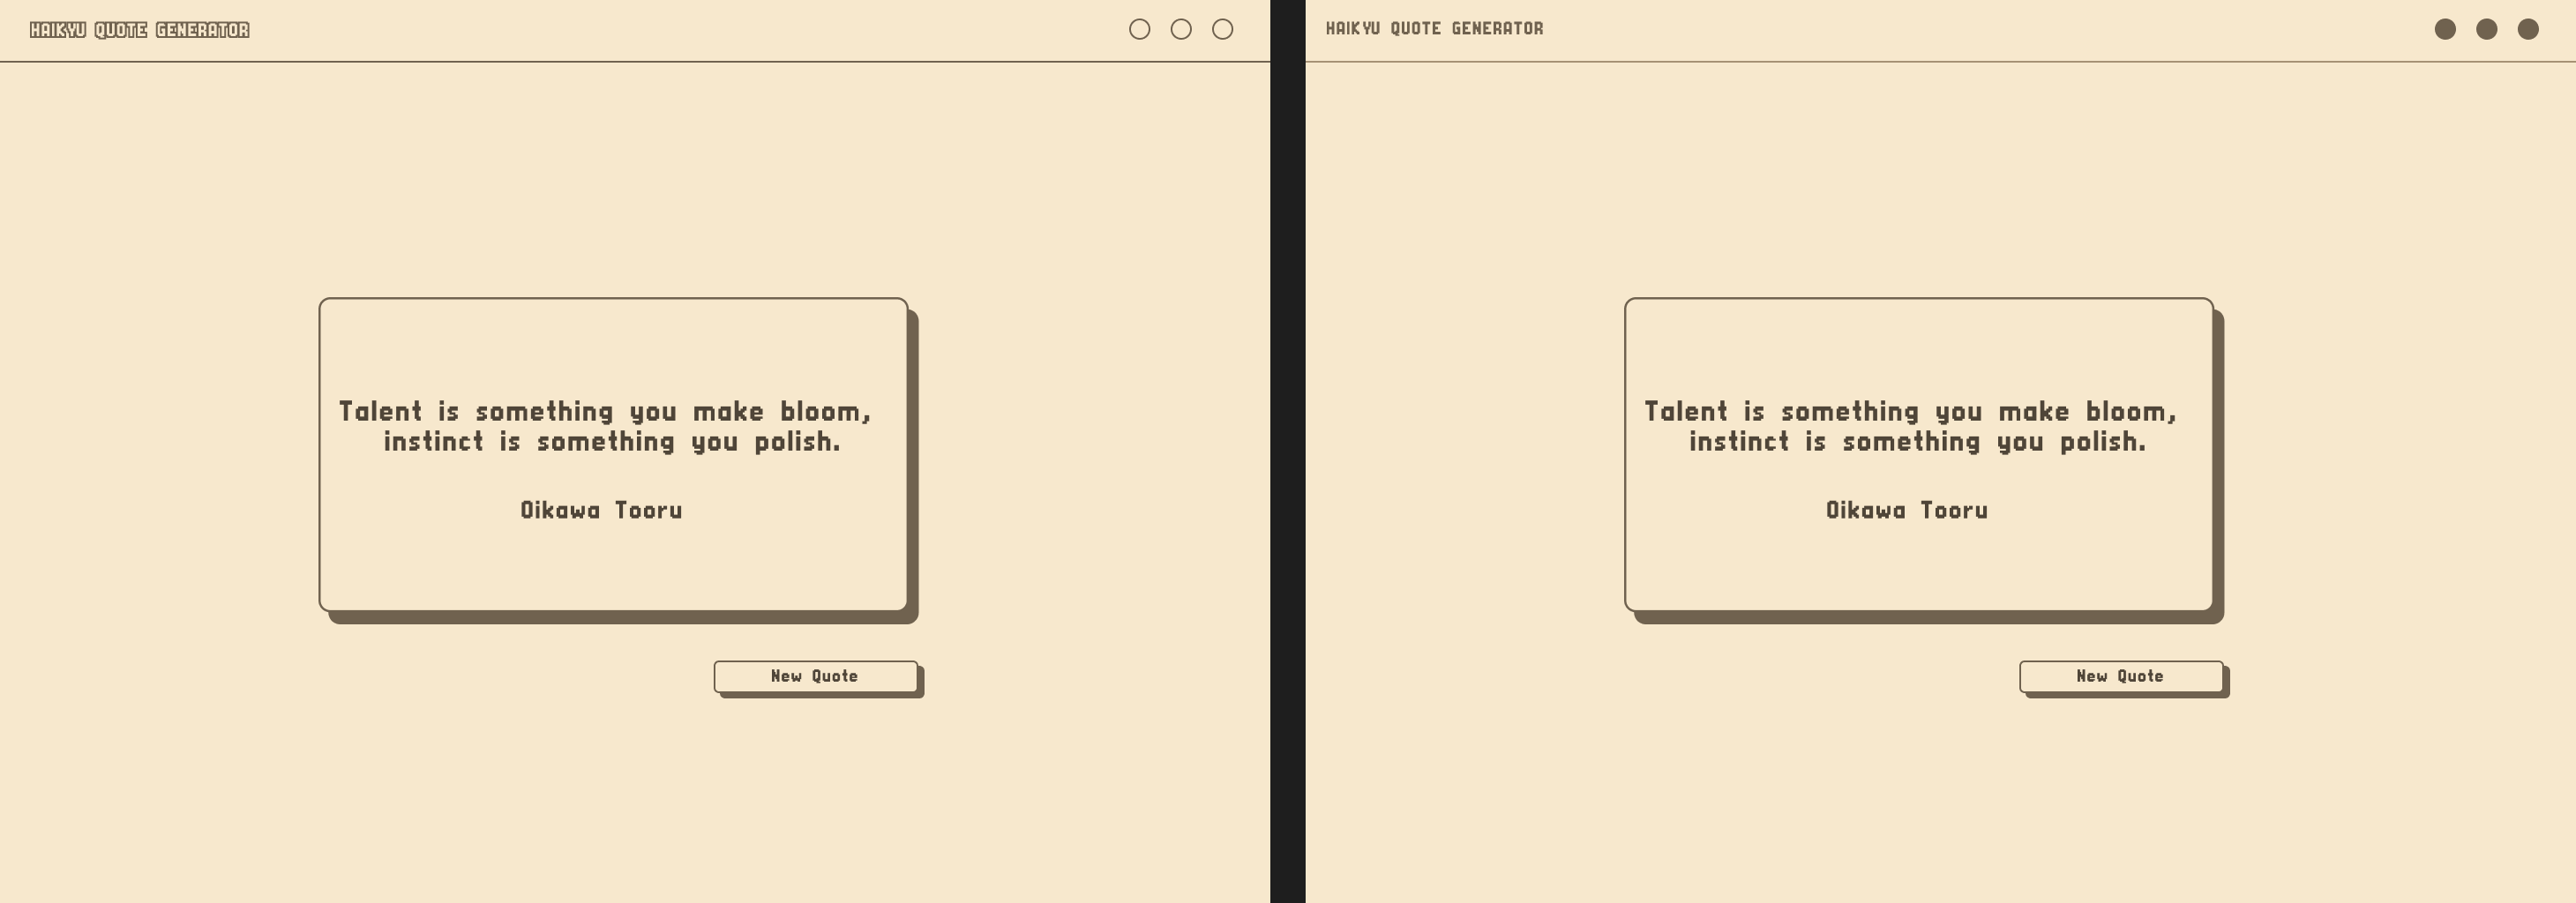 HAIKYU QUOTE GENERATOR
Talent is something you make bloom,
instinct is something you polish.
Oikawa Tooru
New Quote
HAIKYU QUOTE GENERATOR
Talent is something you make bloom,
instinct is something you polish.
Oikawa Tooru
New Quote